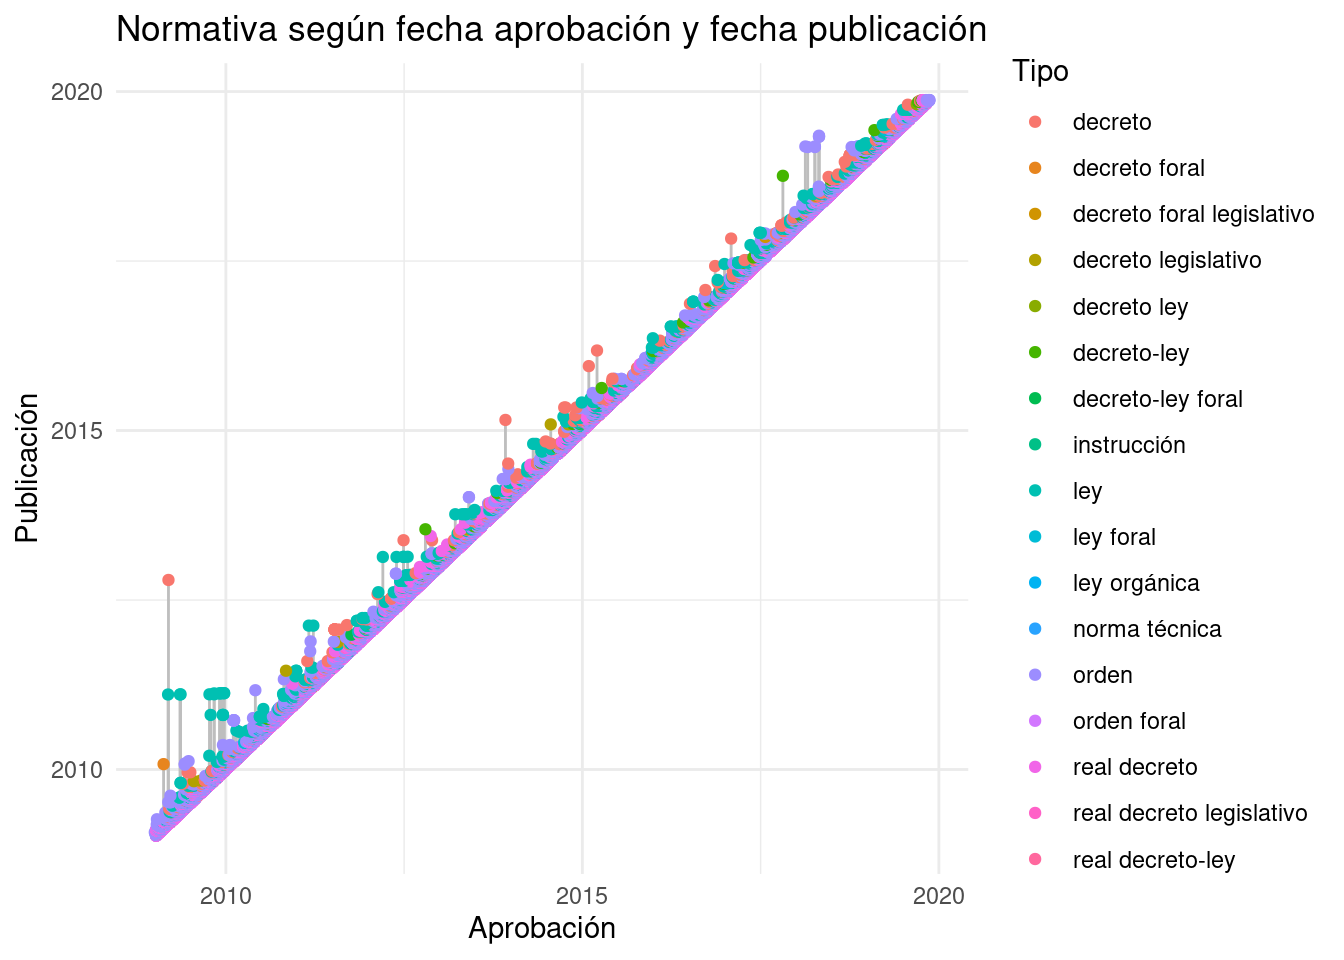 Normativa según fecha aprobación y fecha publicación
Publicación
2020
2015
2010
2010
2015
2020
Aprobación
Tipo
decreto
decreto foral
decreto foral legislativo
decreto legislativo
decreto ley
decreto-ley
decreto-ley foral
instrucción
ley
ley foral
ley orgánica
norma técnica
orden
orden foral
real decreto
real decreto legislativo
real decreto-ley